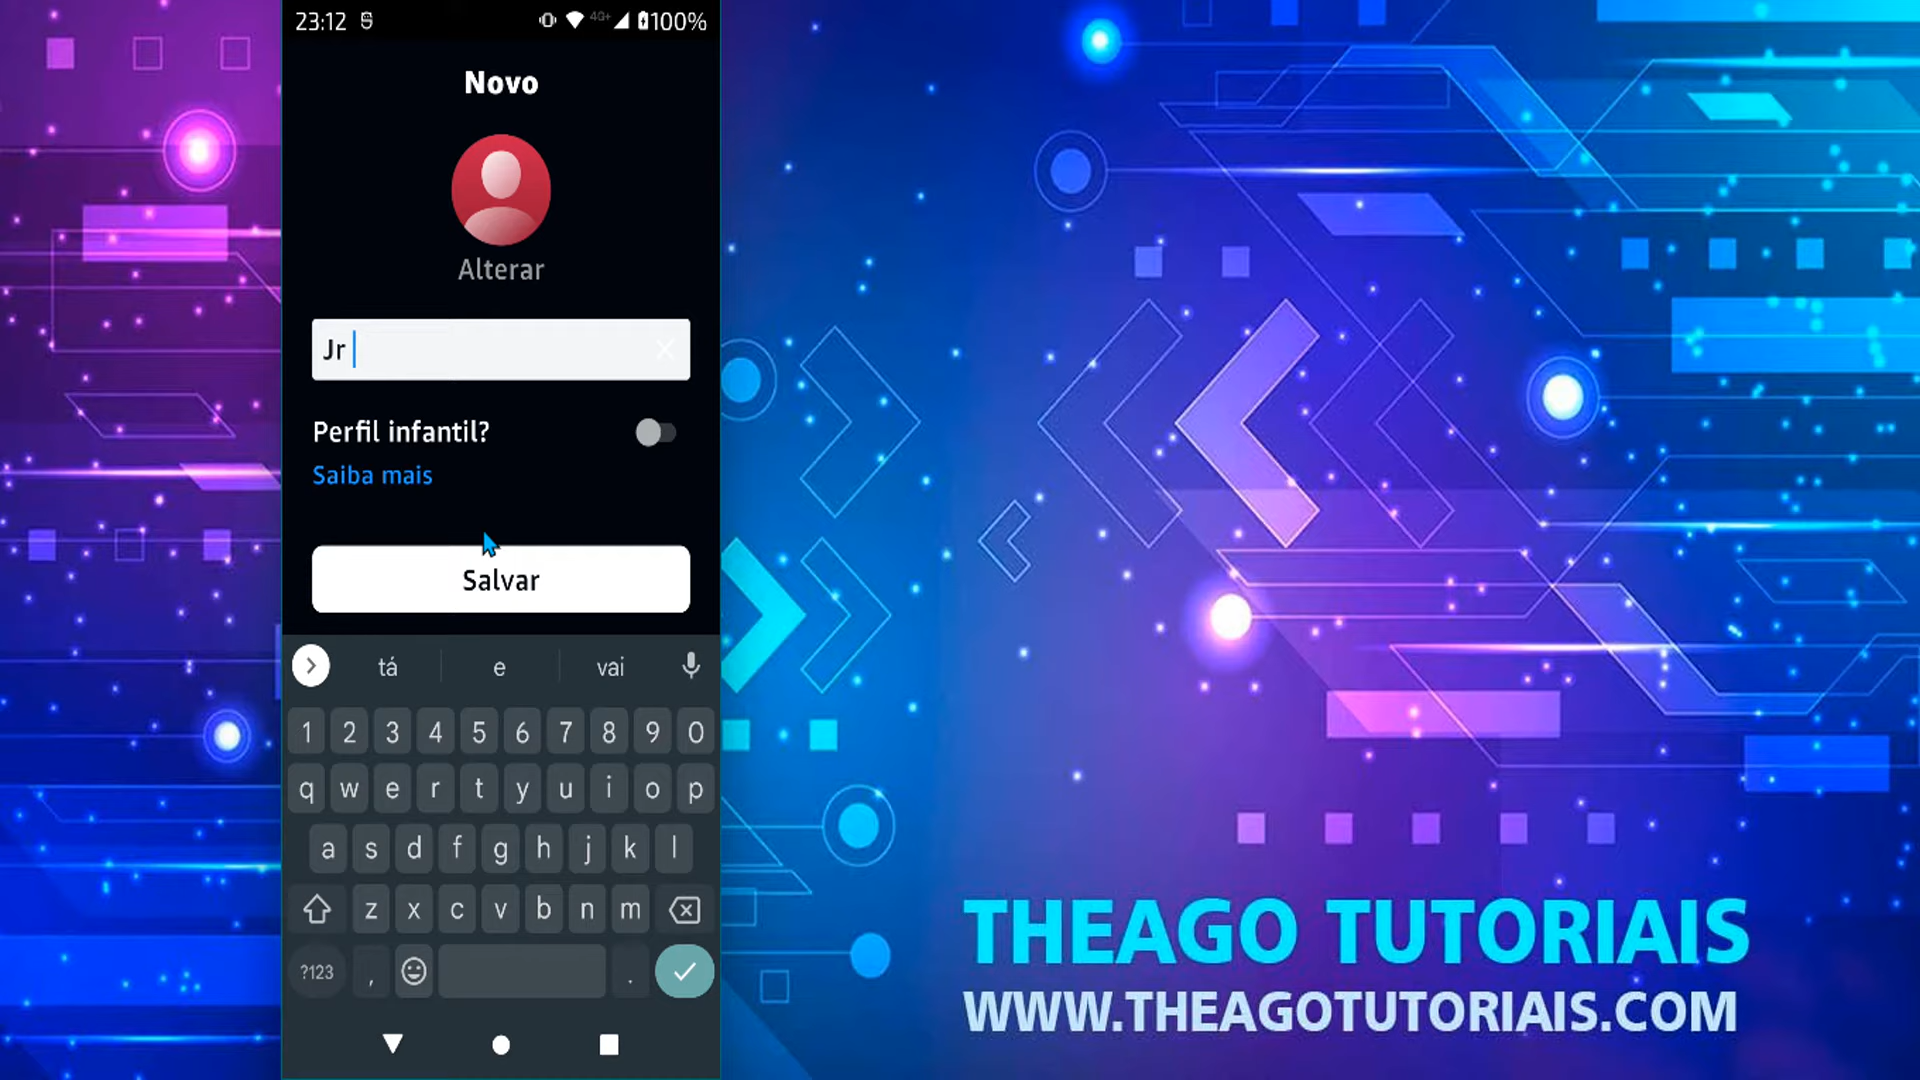 23:12 4G+ 100%
Novo
Alterar
Jr
Perfil infantil?
Saiba mais
Salvar
tá e vai
1 2 3 4 5 6 7 8 9 0
q w e r t y u i o p
a s d f g h j k l
z x c v b n m
?123 , .
THEAGO TUTORIAIS
WWW.THEAGOTUTORIAIS.COM